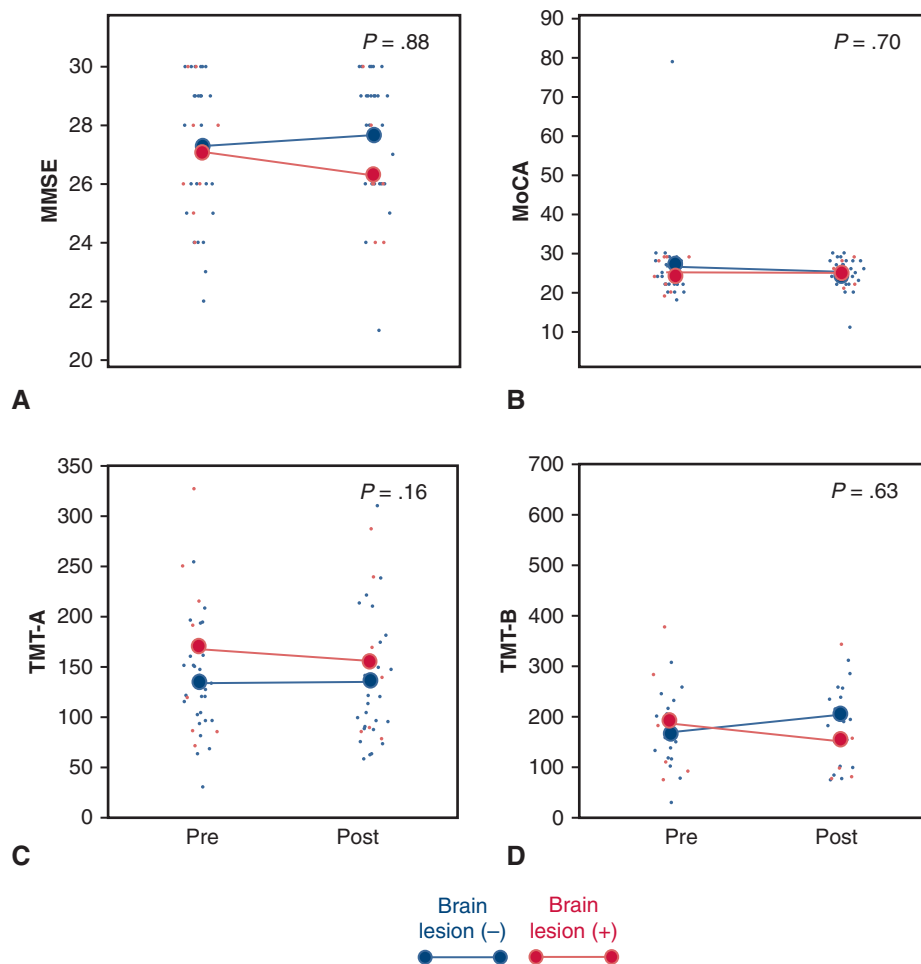 P = .88
MMSE
30
28
26
24
22
20
A
P = .70
MoCA
90
80
70
60
50
40
30
20
10
B
P = .16
TMT-A
350
300
250
200
150
100
50
0
Pre Post
C
P = .63
TMT-B
700
600
500
400
300
200
100
0
Pre Post
D
Brain
lesion (–)
Brain
lesion (+)